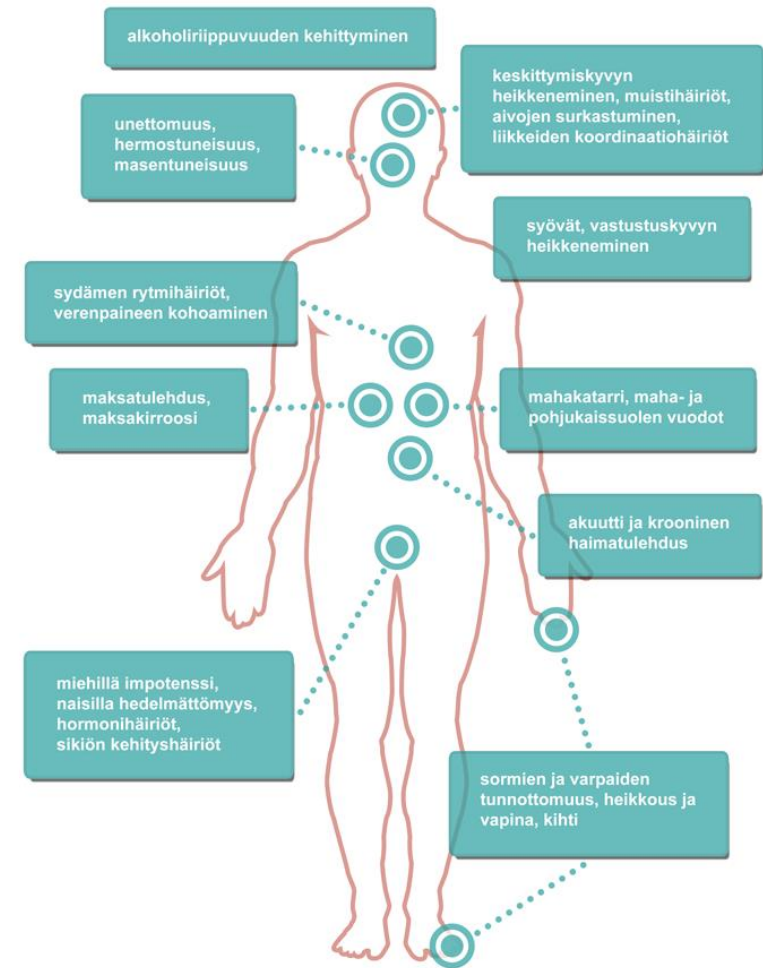 alkoholiriippuvuuden kehittyminen
keskittymiskyvyn
heikkeneminen, muistihäiriöt,
aivojen surkastuminen,
liikkeiden koordinaatiohäiriöt
unettomuus,
hermostuneisuus,
masentuneisuus
syövät, vastustuskyvyn
heikkeneminen
sydämen rytmihäiriöt,
verenpaineen kohoaminen
maksatulehdus,
maksakirroosi
mahakatarri, maha- ja
pohjukaissuolen vuodot
akuutti ja krooninen
haimatulehdus
miehillä impotenssi,
naisilla hedelmättömyys,
hormonihäiriöt,
sikiön kehityshäiriöt
sormien ja varpaiden
tunnottomuus, heikkous ja
vapina, kihti